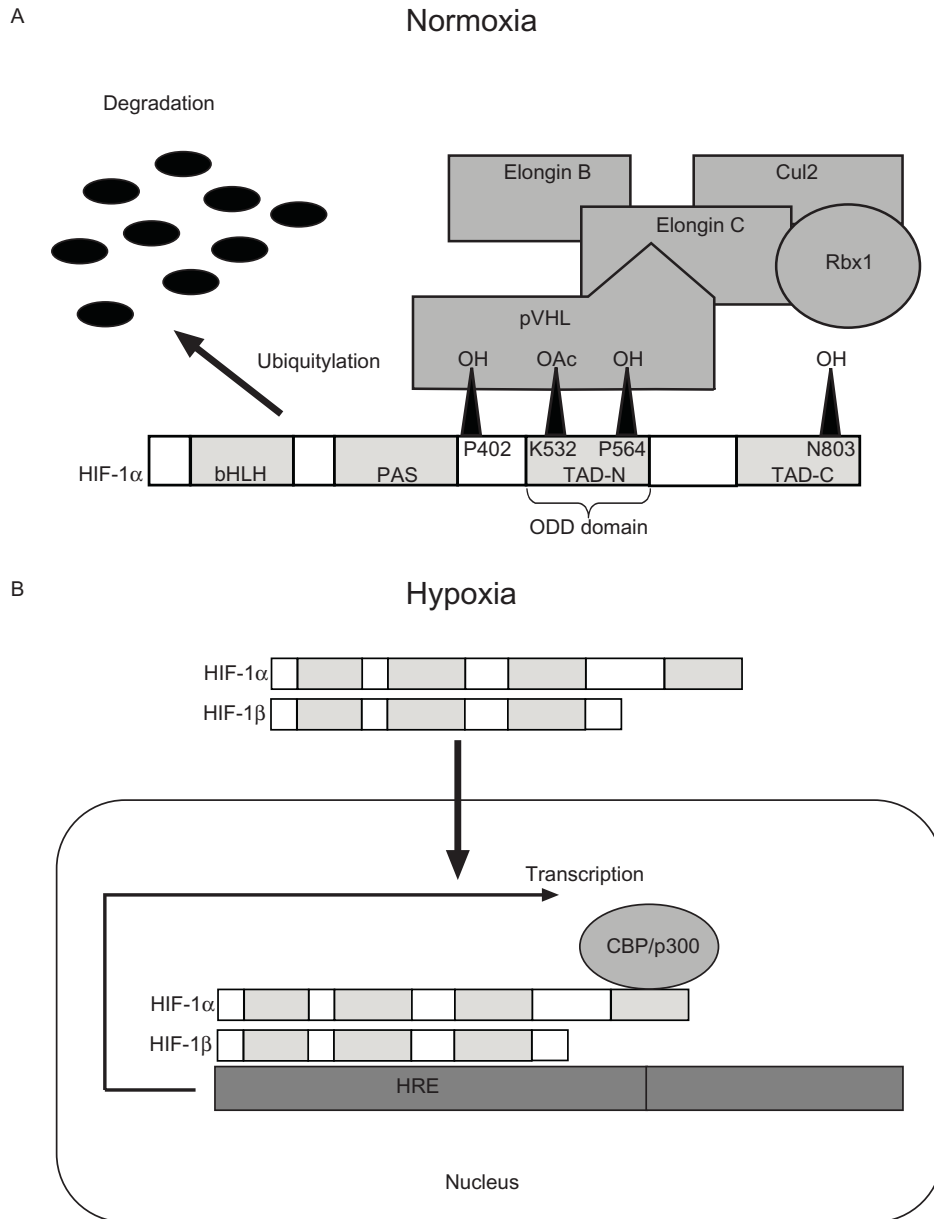 A
Normoxia
Degradation
Elongin B
Cul2
Elongin C
Rbx1
pVHL
Ubiquitylation
OH
OAc
OH
OH
P402
K532
P564
N803
HIF-1α
bHLH
PAS
TAD-N
TAD-C
ODD domain
B
Hypoxia
HIF-1α
HIF-1β
Transcription
CBP/p300
HIF-1α
HIF-1β
HRE
Nucleus